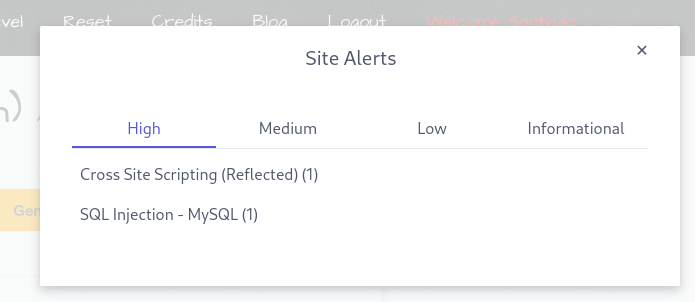 Reset Credits Blog Logout
Site Alerts
×
High Medium Low Informational
Cross Site Scripting (Reflected) (1)
SQL Injection - MySQL (1)